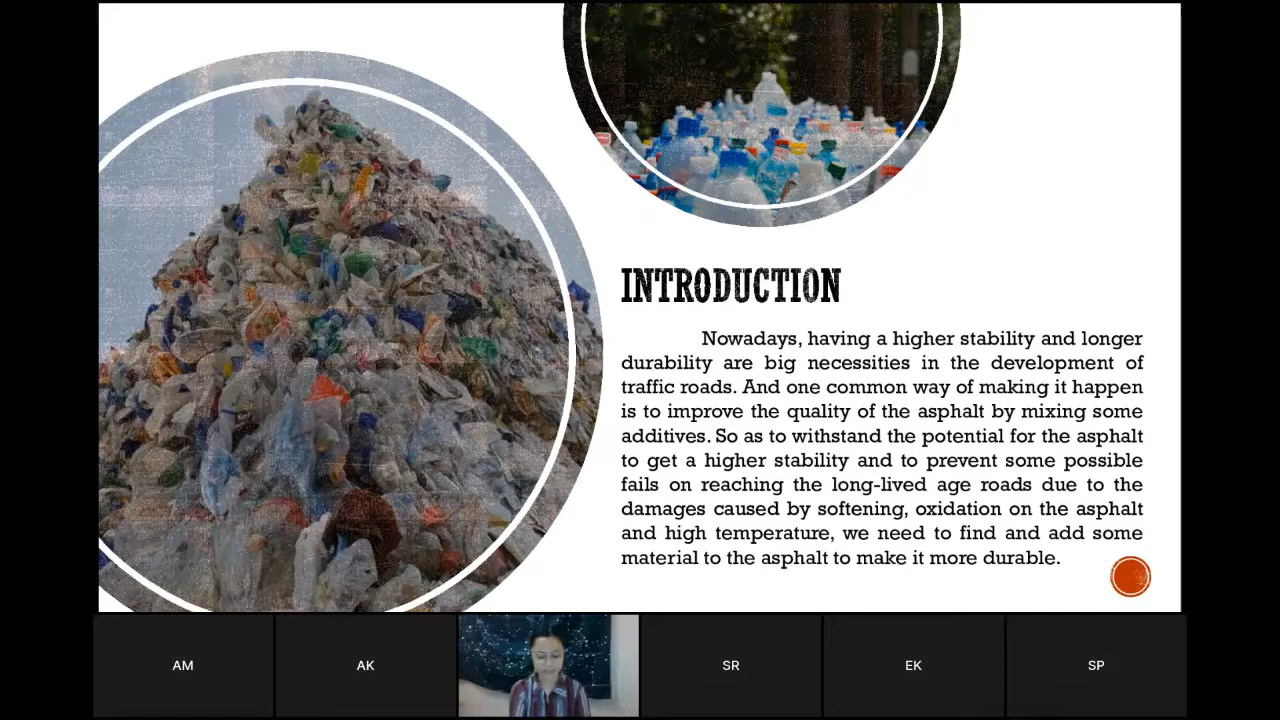 INTRODUCTION
Nowadays, having a higher stability and longer
durability are big necessities in the development of
traffic roads. And one common way of making it happen
is to improve the quality of the asphalt by mixing some
additives. So as to withstand the potential for the asphalt
to get a higher stability and to prevent some possible
fails on reaching the long-lived age roads due to the
damages caused by softening, oxidation on the asphalt
and high temperature, we need to find and add some
material to the asphalt to make it more durable.
AM
AK
SR
EK
SP